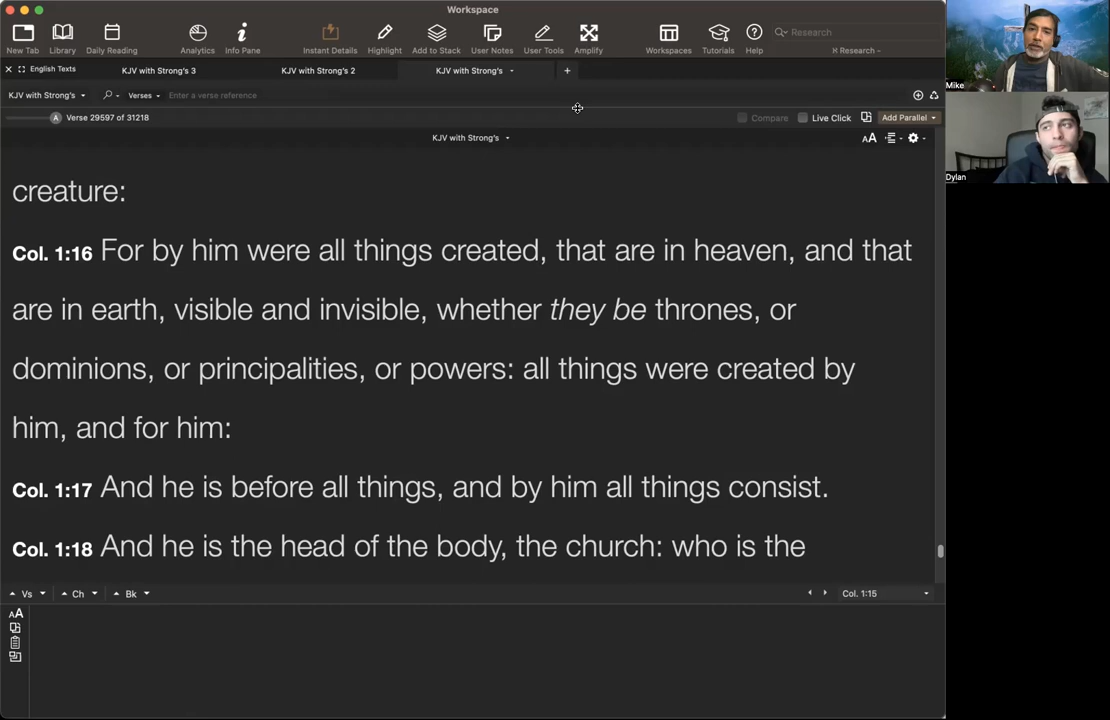 Workspace
New Tab Library Daily Reading Analytics Info Pane Instant Details Highlight Add to Stack User Notes User Tools Amplify Workspaces Tutorials Help Research
⌘ Research
English Texts KJV with Strong's 3 KJV with Strong's 2 KJV with Strong's
KJV with Strong's Verses Enter a verse reference
A Verse 29597 of 31218 Compare Live Click Add Parallel
KJV with Strong's AA
creature:
Col. 1:16 For by him were all things created, that are in heaven, and that
are in earth, visible and invisible, whether they be thrones, or
dominions, or principalities, or powers: all things were created by
him, and for him:
Col. 1:17 And he is before all things, and by him all things consist.
Col. 1:18 And he is the head of the body, the church: who is the
Vs Ch Bk Col. 1:15
AA
Mike
Dylan